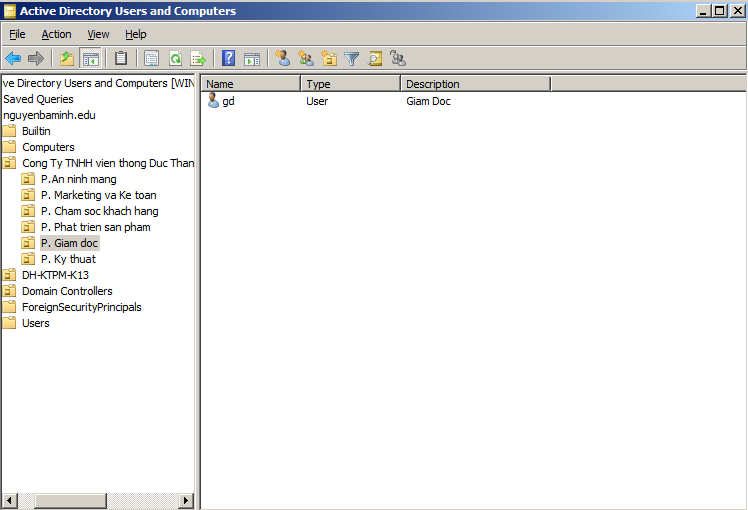 Active Directory Users and Computers
File Action View Help
ve Directory Users and Computers [WIN
Saved Queries
nguyenbaminh.edu
Builtin
Computers
Cong Ty TNHH vien thong Duc Than
P.An ninh mang
P. Marketing va Ke toan
P. Cham soc khach hang
P. Phat trien san pham
P. Giam doc
P. Ky thuat
DH-KTPM-K13
Domain Controllers
ForeignSecurityPrincipals
Users
Name Type Description
gd User Giam Doc